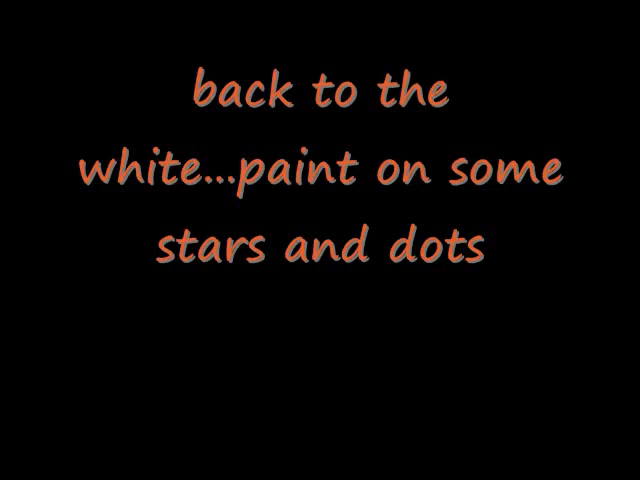 back to the
white...paint on some
stars and dots